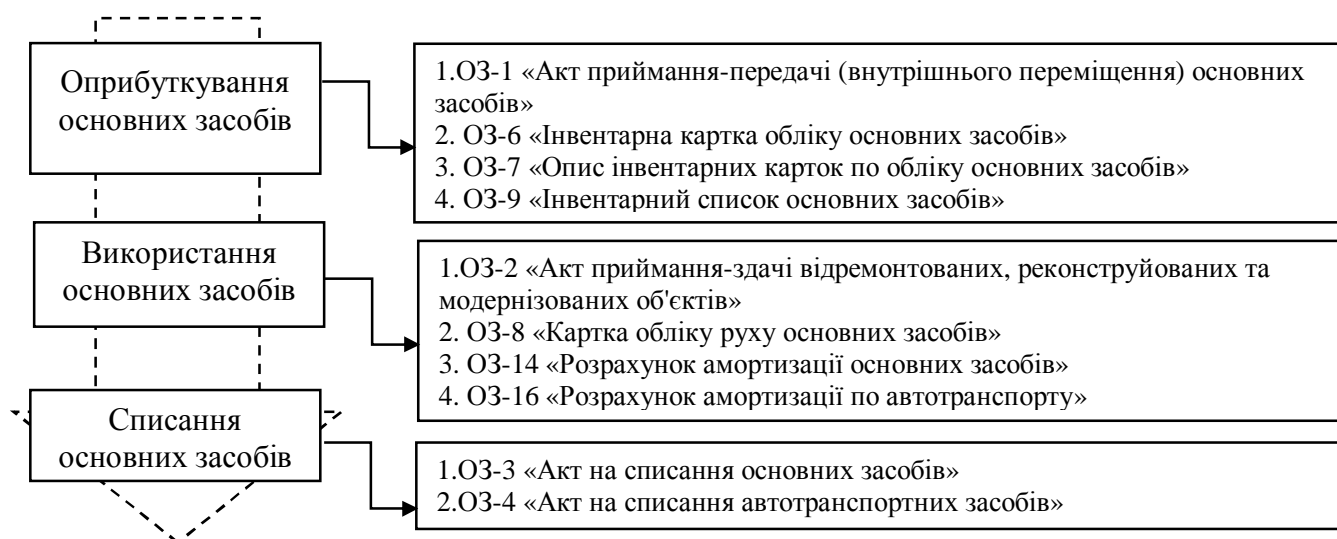 Оприбуткування
основних засобів
1.ОЗ-1 «Акт приймання-передачі (внутрішнього переміщення) основних
засобів»
2. ОЗ-6 «Інвентарна картка обліку основних засобів»
3. ОЗ-7 «Опис інвентарних карток по обліку основних засобів»
4. ОЗ-9 «Інвентарний список основних засобів»
Використання
основних засобів
1.ОЗ-2 «Акт приймання-здачі відремонтованих, реконструйованих та
модернізованих об'єктів»
2. ОЗ-8 «Картка обліку руху основних засобів»
3. ОЗ-14 «Розрахунок амортизації основних засобів»
4. ОЗ-16 «Розрахунок амортизації по автотранспорту»
Списання
основних засобів
1.ОЗ-3 «Акт на списання основних засобів»
2.ОЗ-4 «Акт на списання автотранспортних засобів»